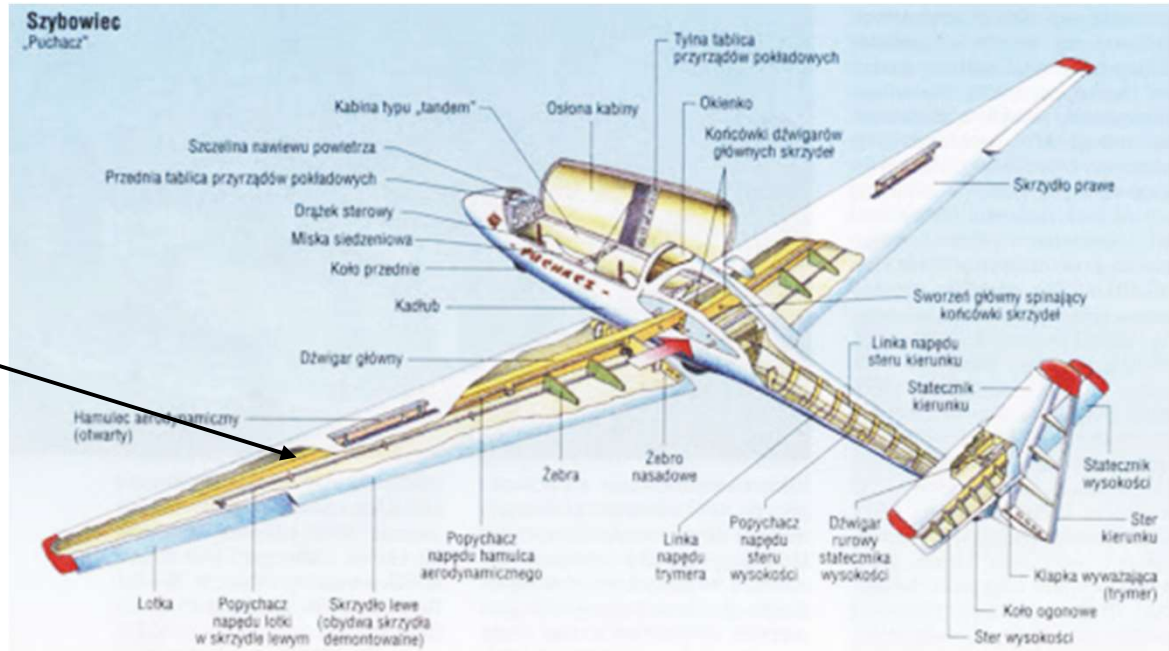 Szybowiec
„Puchacz"
Tylna tablica
przyrządów pokładowych
Kabina typu „tandem"
Osłona kabiny
Okienko
Szczelina nawiewu powietrza
Końcówki dźwigarów
głównych skrzydeł
Przednia tablica przyrządów pokładowych
Skrzydło prawe
Drążek sterowy
Miska siedzeniowa
Koło przednie
PUCHACZ
Kadłub
Sworzeń główny spinający
końcówki skrzydeł
Dźwigar główny
Linka napędu
steru kierunku
Statecznik
kierunku
Hamulec aerodynamiczny
(otwarty)
Żebra
Żebro
nasadowe
Statecznik
wysokości
Popychacz
napędu hamulca
aerodynamicznego
Linka
napędu
trymera
Popychacz
napędu
steru
wysokości
Dźwigar
rurowy
statecznika
wysokości
Ster
kierunku
Klapka wyważająca
(trymer)
Lotka
Popychacz
napędu lotki
w skrzydle lewym
Skrzydło lewe
(obydwa skrzydła
demontowalne)
Koło ogonowe
Ster wysokości